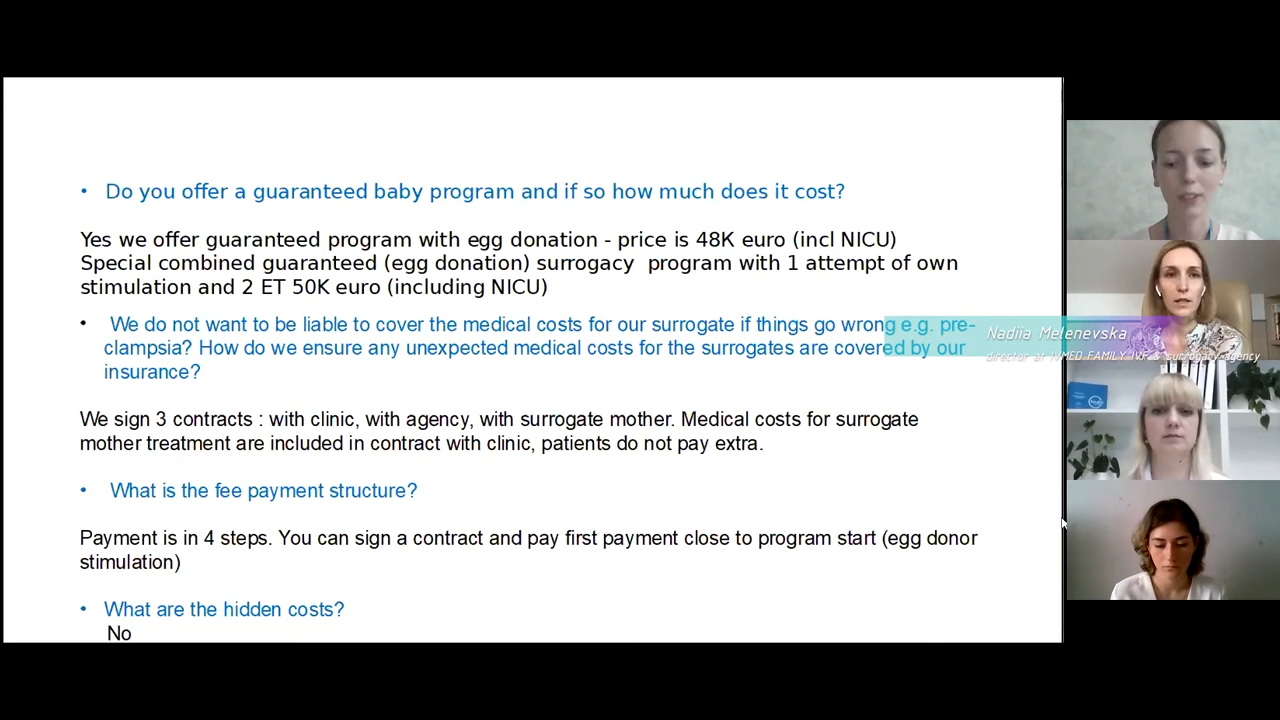 • Do you offer a guaranteed baby program and if so how much does it cost?
Yes we offer guaranteed program with egg donation - price is 48K euro (incl NICU)
Special combined guaranteed (egg donation) surrogacy program with 1 attempt of own
stimulation and 2 ET 50K euro (including NICU)
• We do not want to be liable to cover the medical costs for our surrogate if things go wrong e.g. pre-
clampsia? How do we ensure any unexpected medical costs for the surrogates are covered by our
insurance?
Nadiia Melenevska
director at IVMED FAMILY IVF & surrogacy agency
We sign 3 contracts : with clinic, with agency, with surrogate mother. Medical costs for surrogate
mother treatment are included in contract with clinic, patients do not pay extra.
• What is the fee payment structure?
Payment is in 4 steps. You can sign a contract and pay first payment close to program start (egg donor
stimulation)
• What are the hidden costs?
No